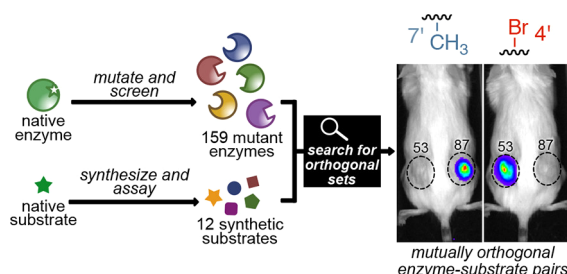 native
enzyme
mutate and
screen
159 mutant
enzymes
native
substrate
synthesize and
assay
12 synthetic
substrates
search for
orthogonal
sets
7' CH3
Br 4'
53 87
53 87
mutually orthogonal
enzyme-substrate pairs